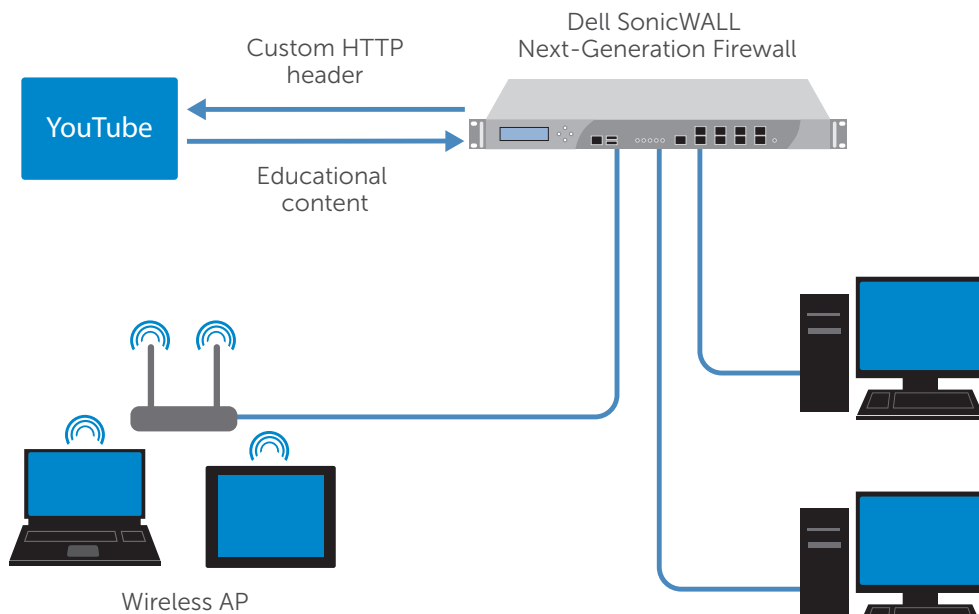 Dell SonicWALL
Next-Generation Firewall
Custom HTTP
header
YouTube
Educational
content
Wireless AP